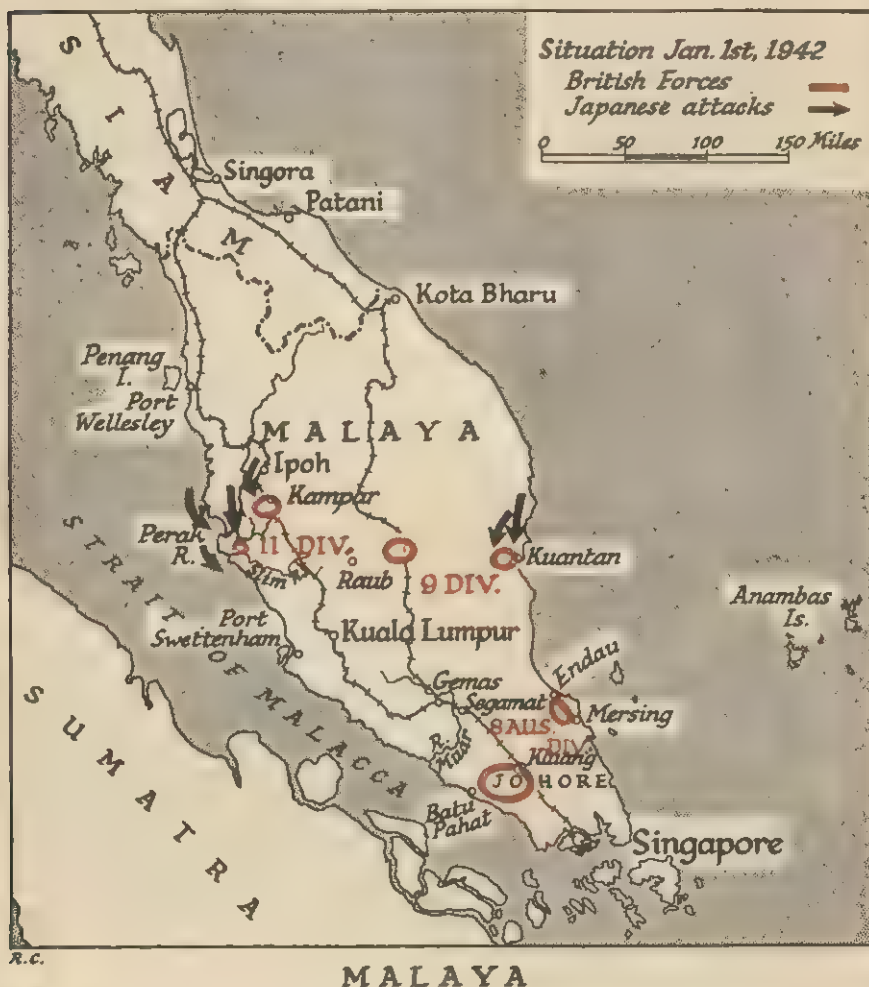 Situation Jan. 1st, 1942
British Forces
Japanese attacks
0 50 100 150 Miles
SIAM
Singora
Patani
Kota Bharu
Penang
I.
Port
Wellesley
MALAYA
Ipoh
Kampar
Perak
R.
11 DIV.
Slim R.
Raub
9 DIV.
Kuantan
Anambas
Is.
Port
Swettenham
Kuala Lumpur
STRAIT OF MALACCA
Gemas
Segamat
Endau
Mersing
8 AUS.
DIV.
R.
Muar
Kluang
JOHORE
Batu
Pahat
Singapore
SUMATRA
R.C.
MALAYA